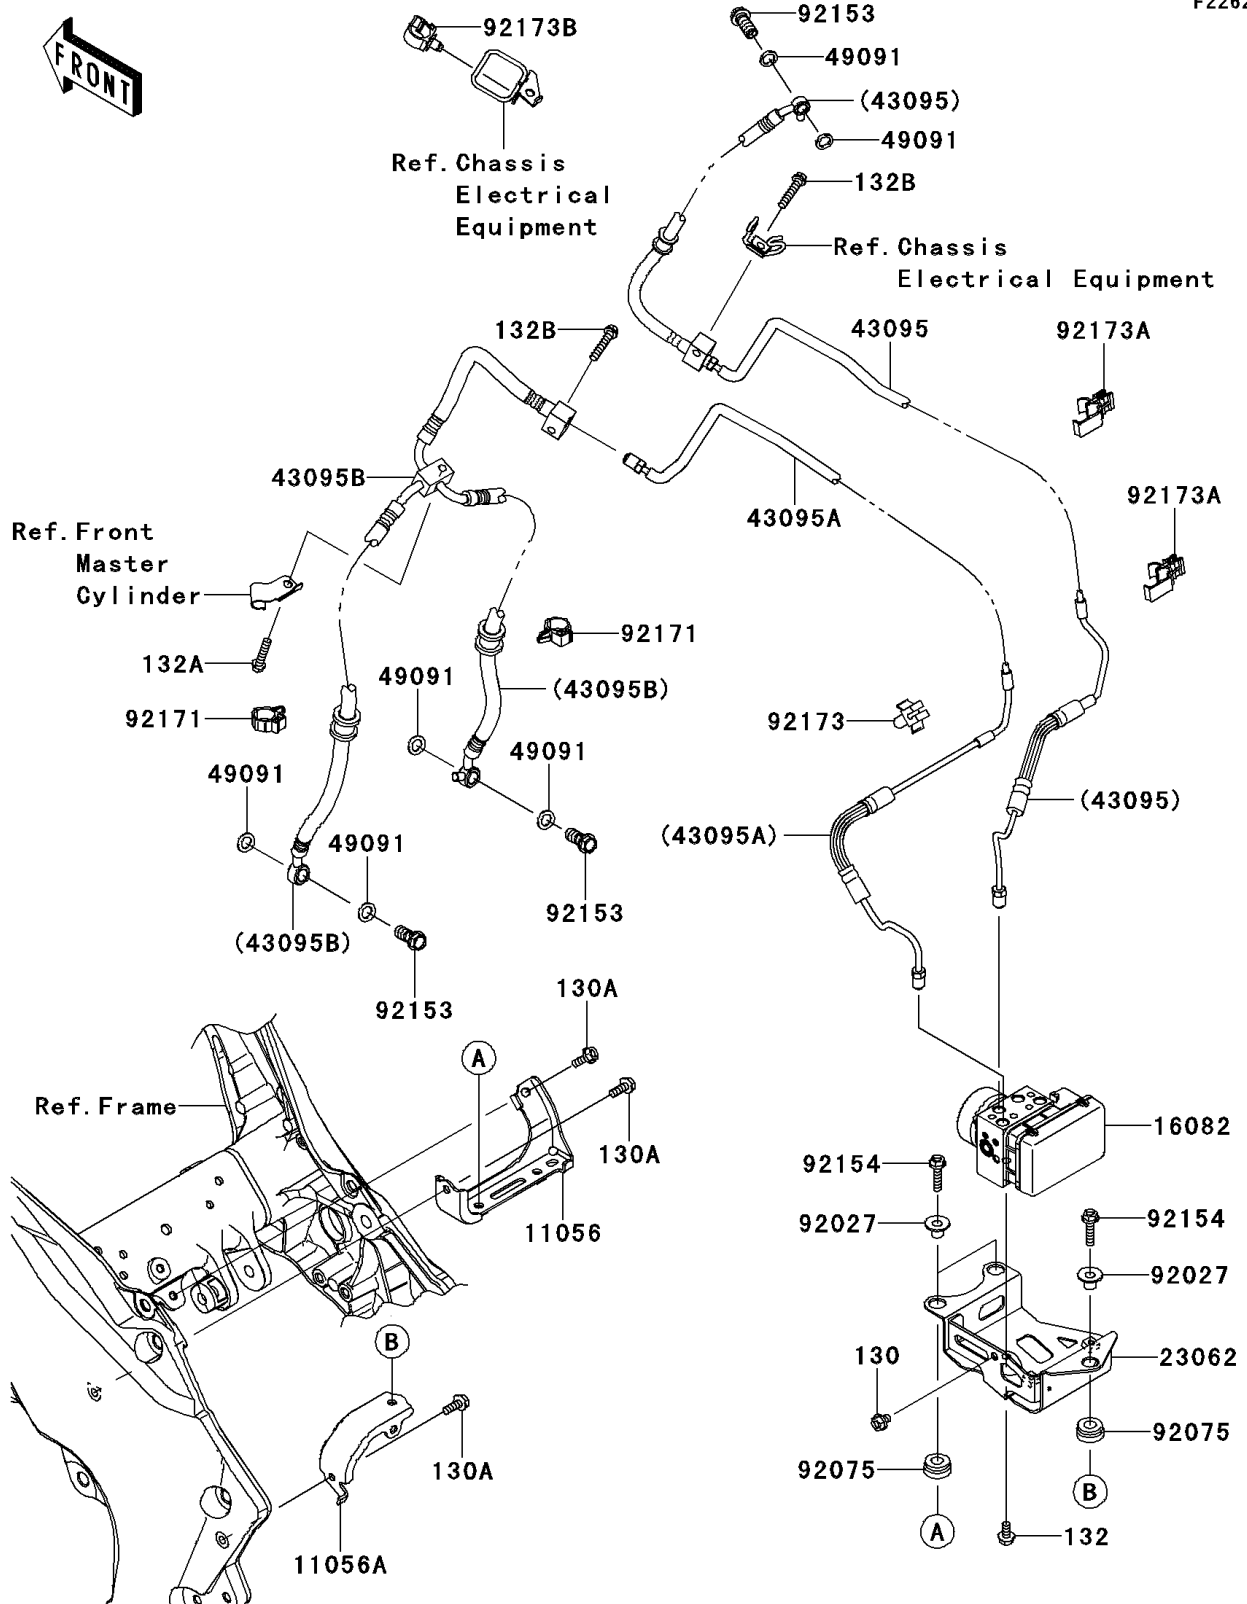 F2262
FRONT
92173B
92153
49091
(43095)
49091
Ref. Chassis
Electrical
Equipment
132B
Ref. Chassis
Electrical Equipment
132B
43095
92173A
43095B
43095A
92173A
Ref. Front
Master
Cylinder
132A
92171
92171
49091
(43095B)
92173
49091
49091
49091
(43095A)
(43095)
92153
(43095B)
92153
130A
A
Ref. Frame
130A
16082
92154
11056
92027
92154
92027
B
130
23062
130A
92075
92075
B
A
132
11056A